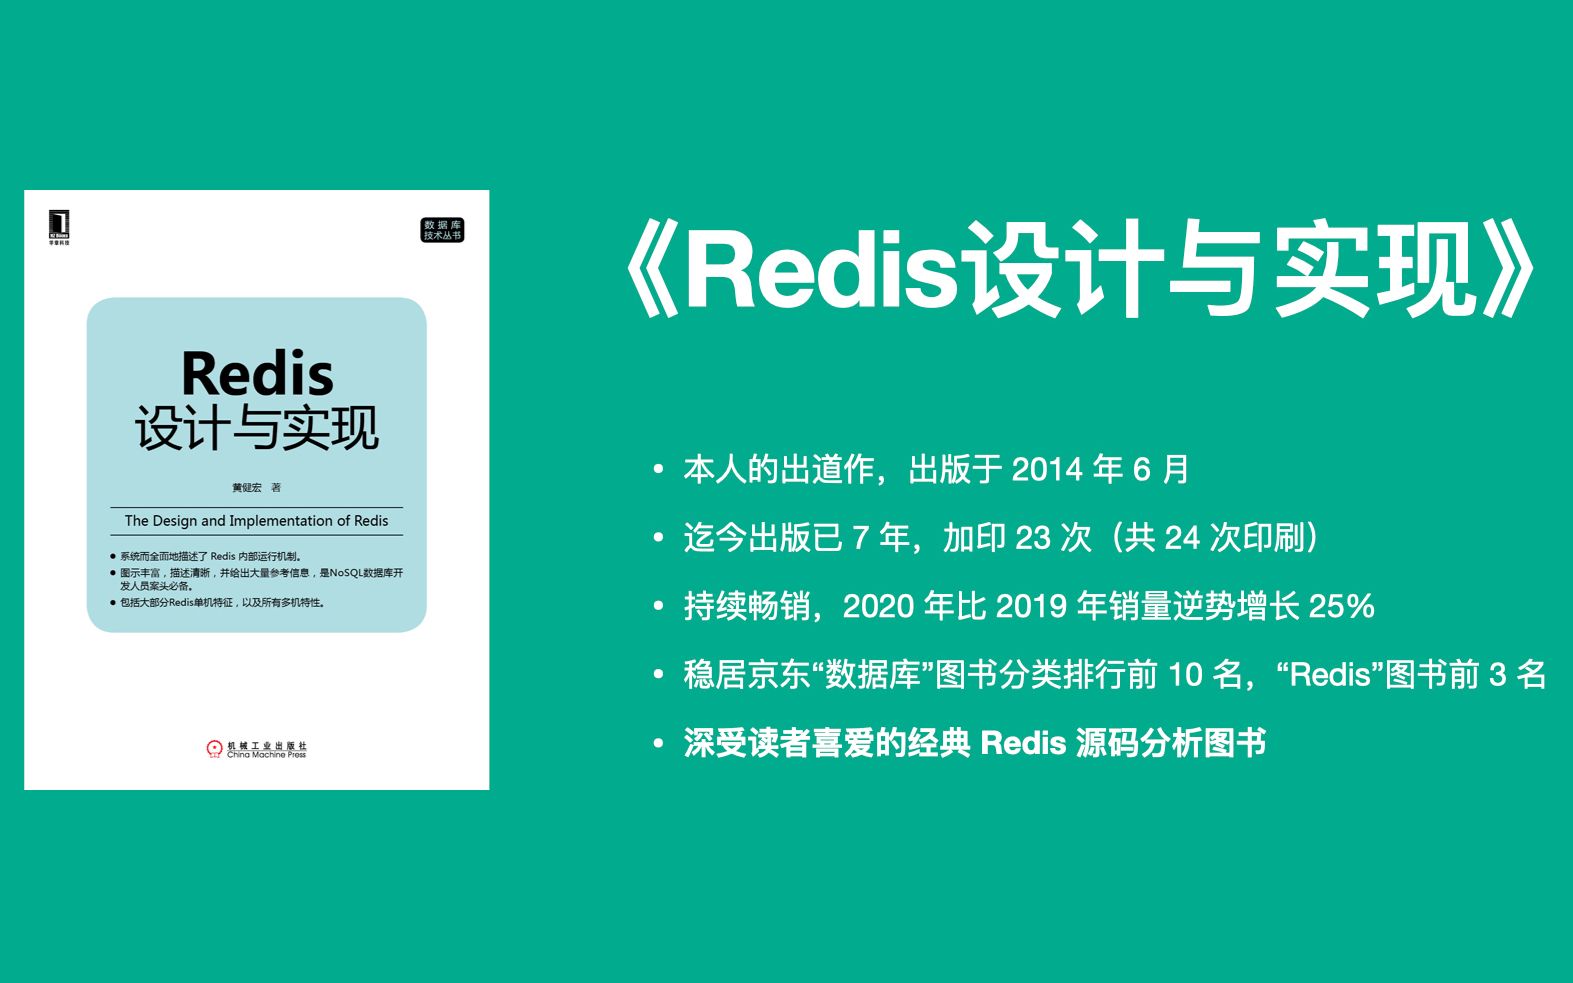 华章科技
数据库
技术丛书
Redis
设计与实现
黄健宏 著
The Design and Implementation of Redis
● 系统而全面地描述了 Redis 内部运行机制。
● 图示丰富，描述清晰，并给出大量参考信息，是NoSQL数据库开
发人员案头必备。
● 包括大部分Redis单机特征，以及所有多机特性。
机械工业出版社
China Machine Press
《Redis设计与实现》
• 本人的出道作，出版于 2014 年 6 月
• 迄今出版已 7 年，加印 23 次（共 24 次印刷）
• 持续畅销，2020 年比 2019 年销量逆势增长 25%
• 稳居京东“数据库”图书分类排行前 10 名，“Redis”图书前 3 名
• 深受读者喜爱的经典 Redis 源码分析图书